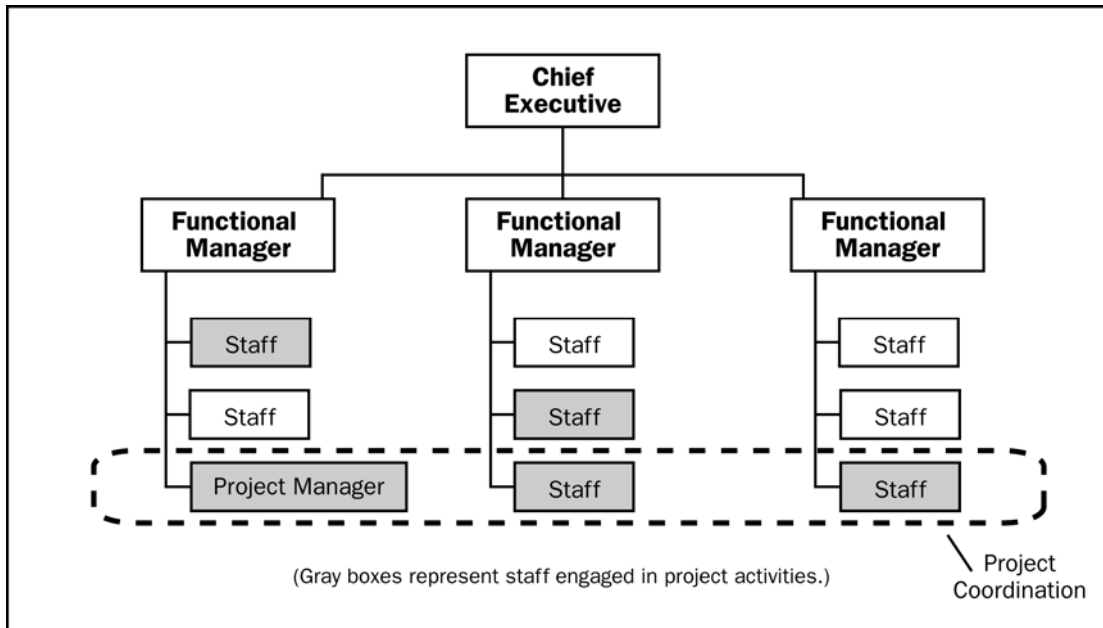 Chief
Executive
Functional
Manager
Functional
Manager
Functional
Manager
Staff
Staff
Staff
Staff
Staff
Staff
Project Manager
Staff
Staff
(Gray boxes represent staff engaged in project activities.)
Project
Coordination